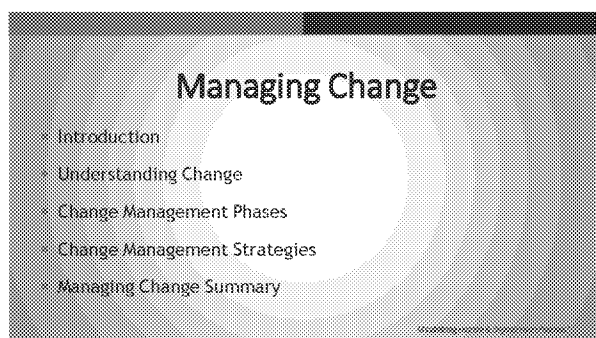 Managing Change
Introduction
Understanding Change
Change Management Phases
Change Management Strategies
Managing Change Summary